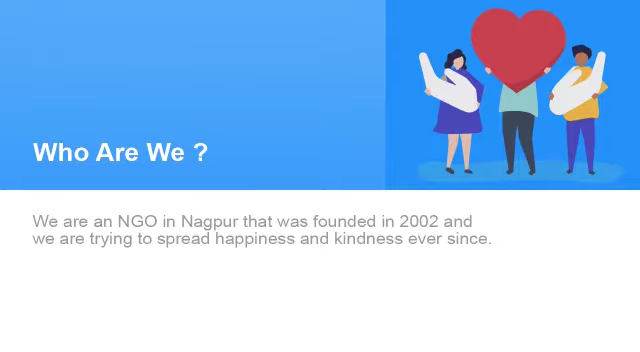 Who Are We ?
We are an NGO in Nagpur that was founded in 2002 and
we are trying to spread happiness and kindness ever since.